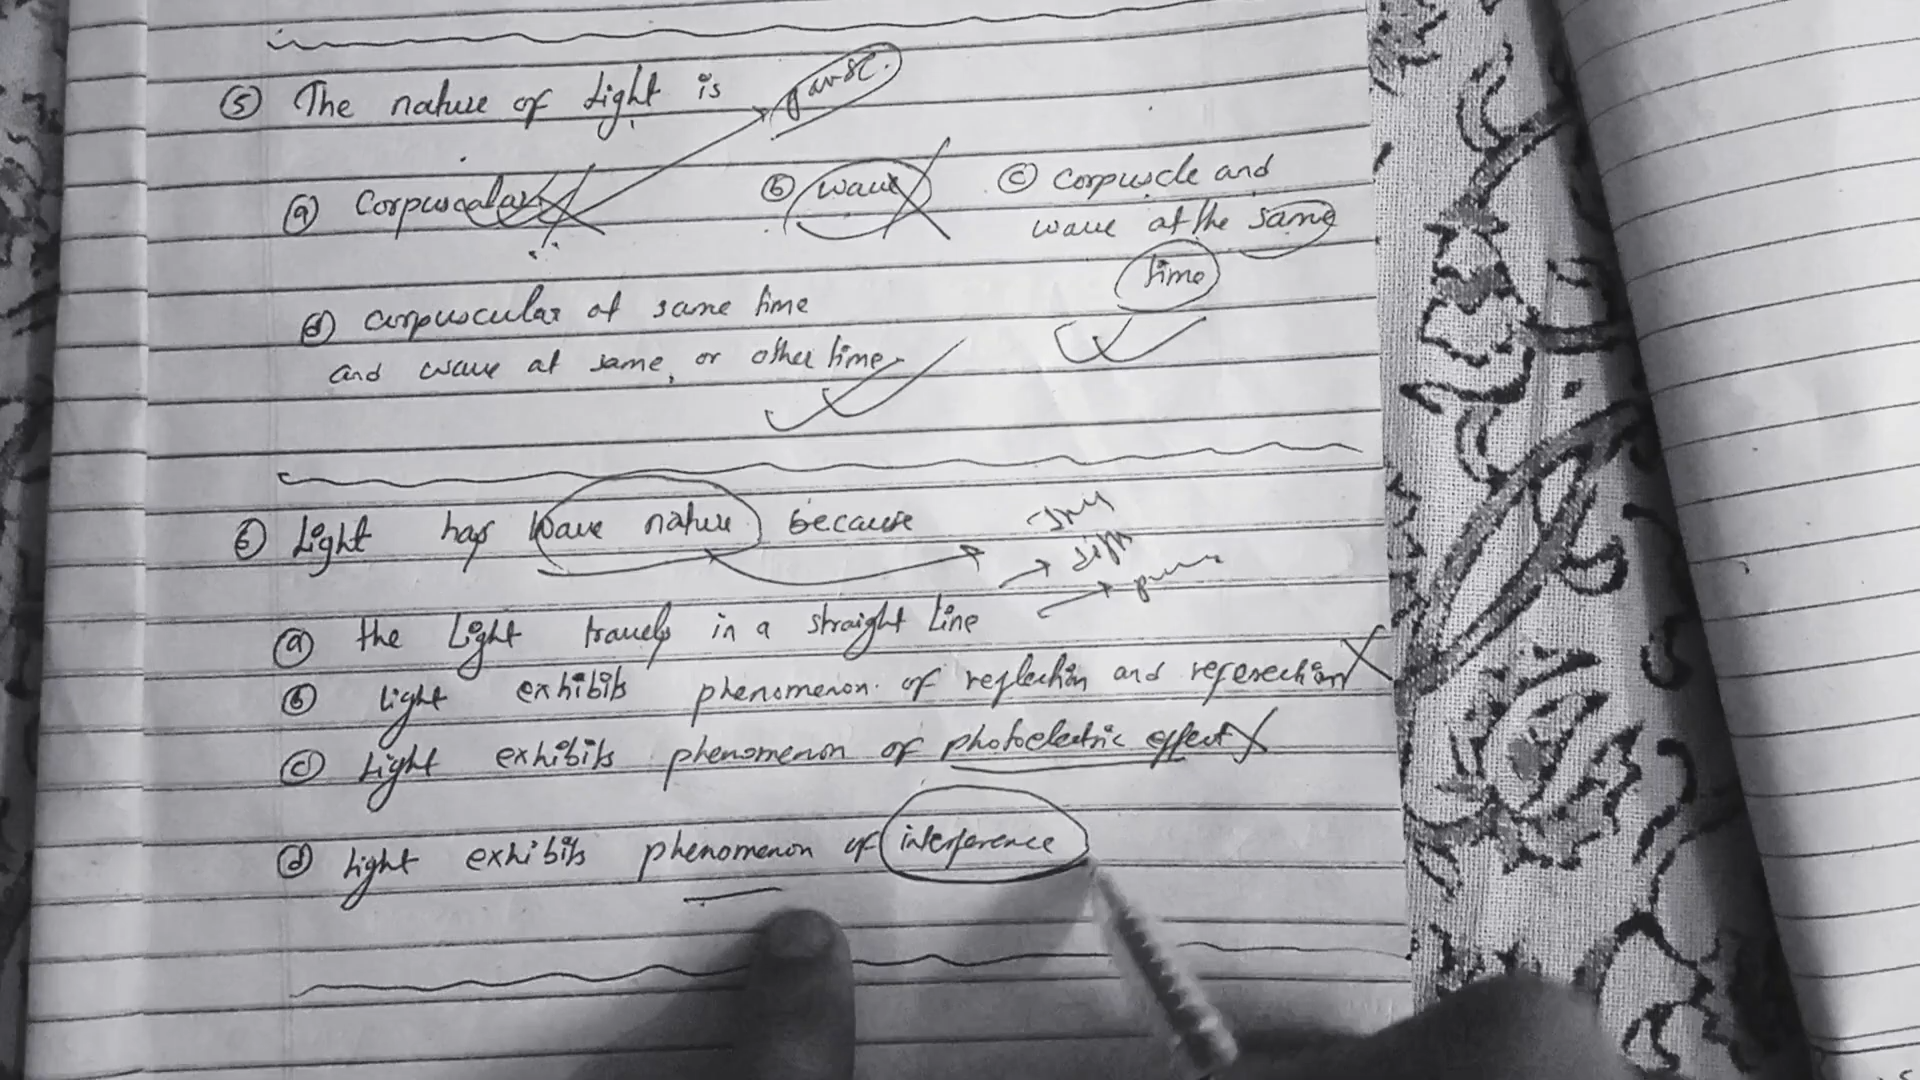 ⑤ The nature of Light is
ⓐ Corpuscular ⓑ wave ⓒ corpuscle and
wave at the same
time
ⓓ corpuscular at same time
and wave at same, or other time.
⑥ Light has wave nature because
ⓐ the Light travels in a straight line
ⓑ Light exhibits phenomenon of reflection and
ⓒ Light exhibits phenomenon of photoelectric effect
ⓓ Light exhibits phenomenon of interference